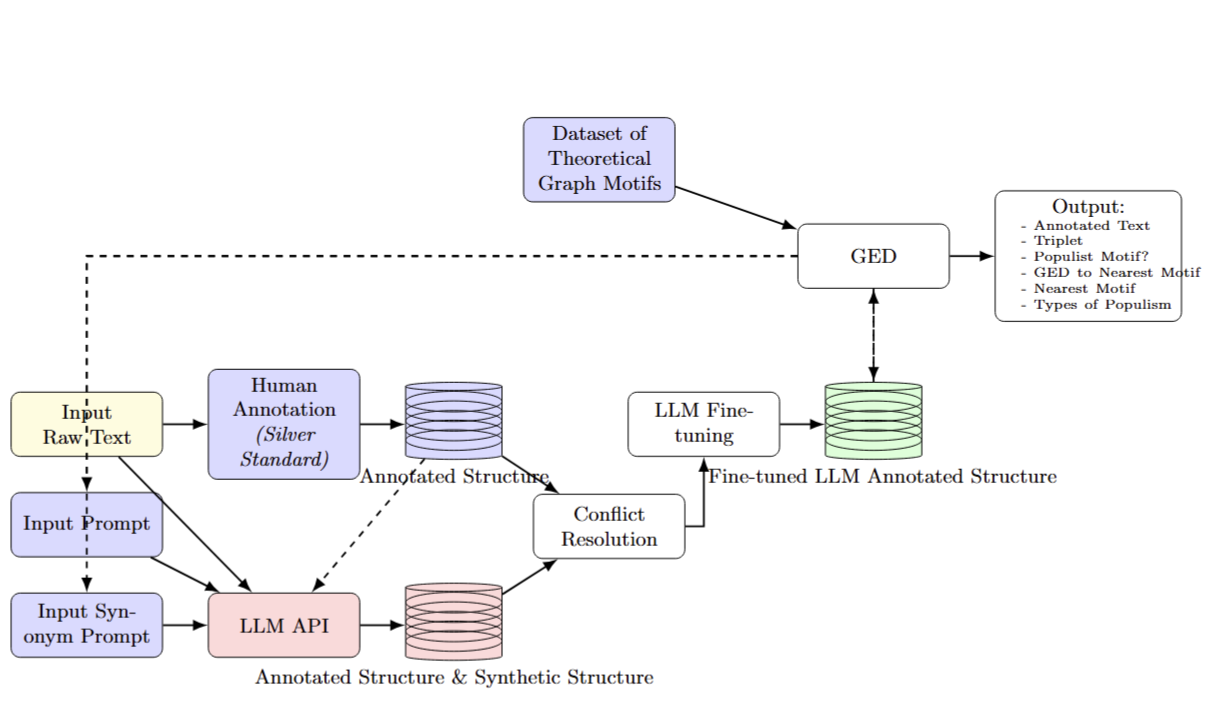 Dataset of
Theoretical
Graph Motifs
GED
Output:
- Annotated Text
- Triplet
- Populist Motif?
- GED to Nearest Motif
- Nearest Motif
- Types of Populism
Input
Raw Text
Human
Annotation
(Silver
Standard)
Annotated Structure
LLM Fine-
tuning
Fine-tuned LLM Annotated Structure
Input Prompt
Conflict
Resolution
Input Syn-
onym Prompt
LLM API
Annotated Structure & Synthetic Structure